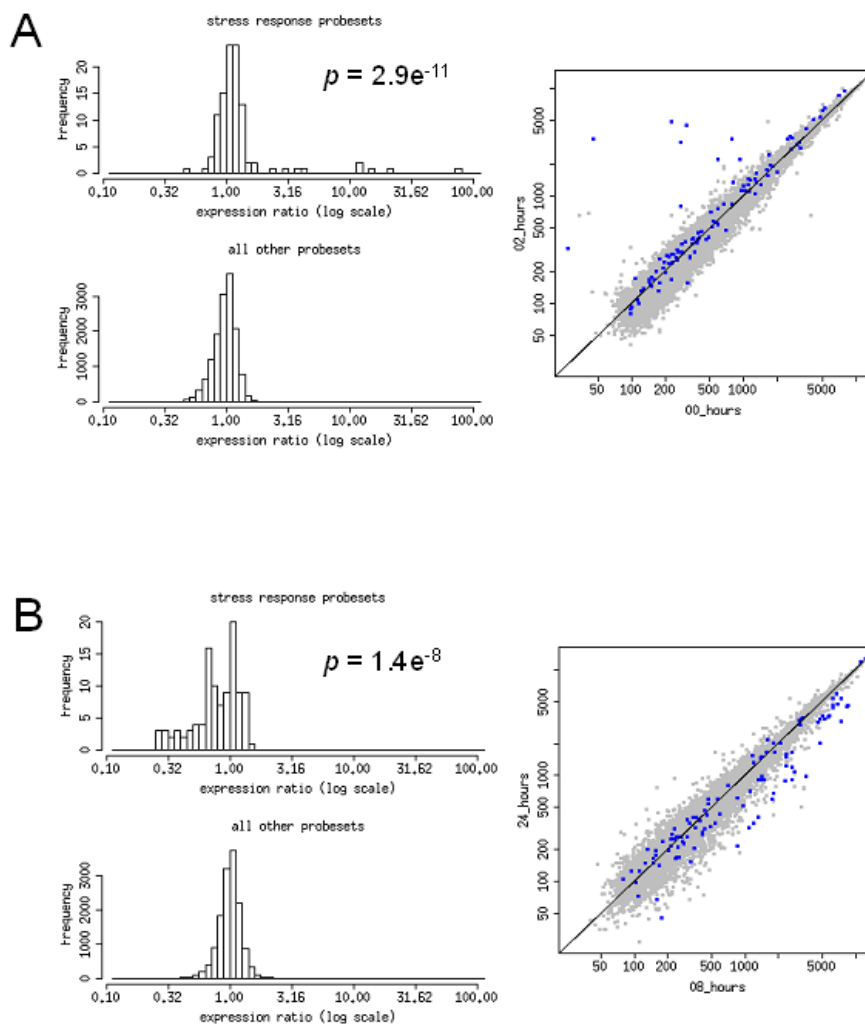 A
stress response probesets
p = 2.9e-11
Frequency
0 5 10 15 20
0.10 0.32 1.00 3.16 10.00 31.62 100.00
expression ratio (log scale)
all other probesets
Frequency
0 1000 2000 3000
0.10 0.32 1.00 3.16 10.00 31.62 100.00
expression ratio (log scale)
02_hours
50 100 200 500 1000 5000
50 100 200 500 1000 5000
00_hours
B
stress response probesets
p = 1.4e-8
Frequency
0 5 10 15 20
0.10 0.32 1.00 3.16 10.00 31.62 100.00
expression ratio (log scale)
all other probesets
Frequency
0 1000 2000 3000
0.10 0.32 1.00 3.16 10.00 31.62 100.00
expression ratio (log scale)
24_hours
50 100 200 500 1000 5000
50 100 200 500 1000 5000
08_hours